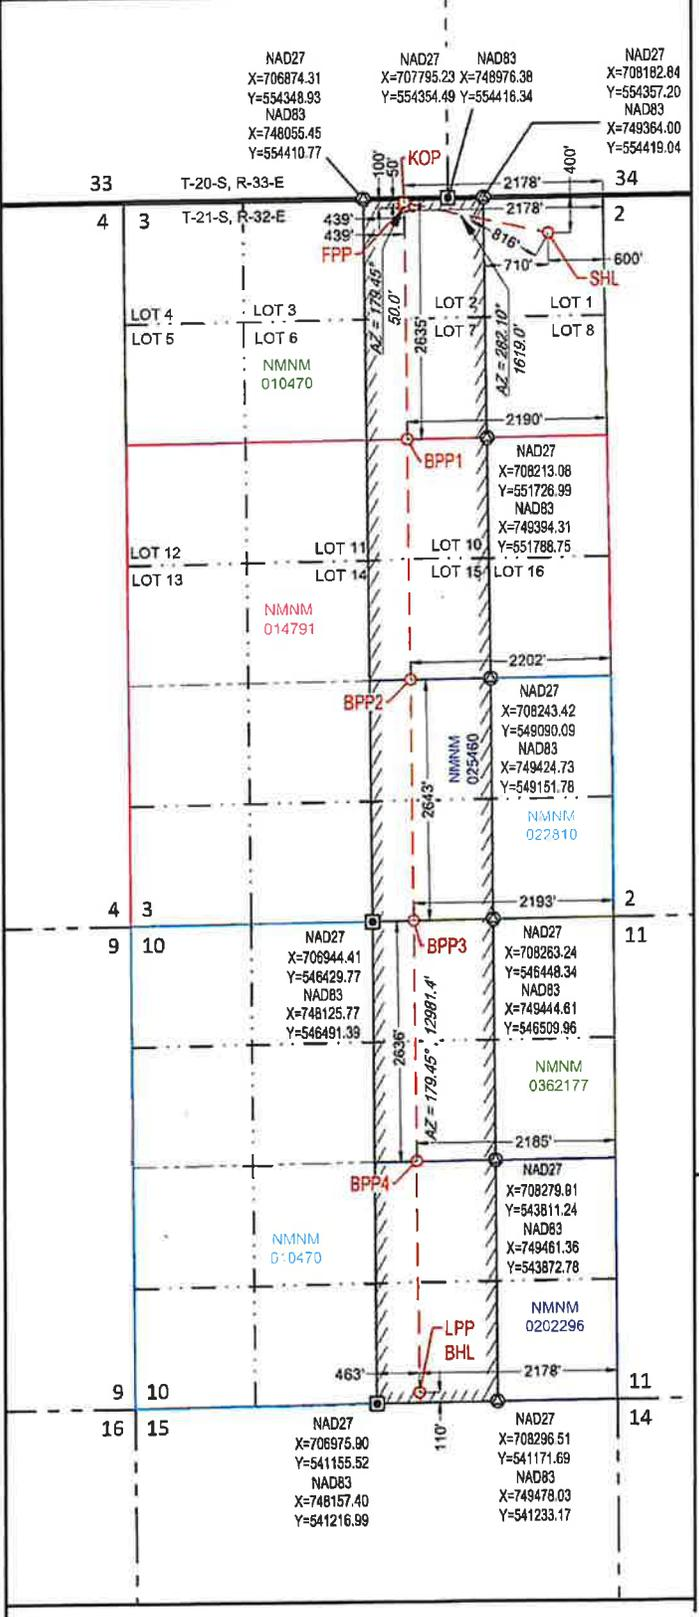 NAD27
X=706874.31
Y=554348.93
NAD83
X=748055.45
Y=554410.77
NAD27
X=707795.23
Y=554354.49
NAD83
X=748976.38
Y=554416.34
NAD27
X=708182.84
Y=554357.20
NAD83
X=749364.00
Y=554419.04
33
T-20-S, R-33-E
100'
50'
KOP
2178'
400'
34
4
3
T-21-S, R-32-E
439'
439'
2178'
2
FPP
816'
710'
600'
SHL
AZ = 179.45°
50.0'
2635'
AZ = 282.10°
1619.0'
LOT 4
LOT 3
LOT 2
LOT 1
LOT 5
LOT 6
LOT 7
LOT 8
NMNM
010470
2190'
BPP1
NAD27
X=708213.08
Y=551726.99
NAD83
X=749394.31
Y=551788.75
LOT 12
LOT 11
LOT 10
LOT 13
LOT 14
LOT 15
LOT 16
NMNM
014791
2202'
BPP2
NAD27
X=708243.42
Y=549090.09
NAD83
X=749424.73
Y=549151.78
NMNM
025460
2643'
NMNM
022810
4
3
2193'
2
9
10
BPP3
11
NAD27
X=706944.41
Y=546429.77
NAD83
X=748125.77
Y=546491.39
NAD27
X=708263.24
Y=546448.34
NAD83
X=749444.61
Y=546509.96
2636'
AZ = 179.45°, 12981.4'
NMNM
0362177
2185'
BPP4
NAD27
X=708279.91
Y=543811.24
NAD83
X=749461.36
Y=543872.78
NMNM
010470
NMNM
0202296
LPP
BHL
463'
2178'
9
10
11
16
15
14
110'
NAD27
X=706975.90
Y=541155.52
NAD83
X=748157.40
Y=541216.99
NAD27
X=708296.51
Y=541171.69
NAD83
X=749478.03
Y=541233.17